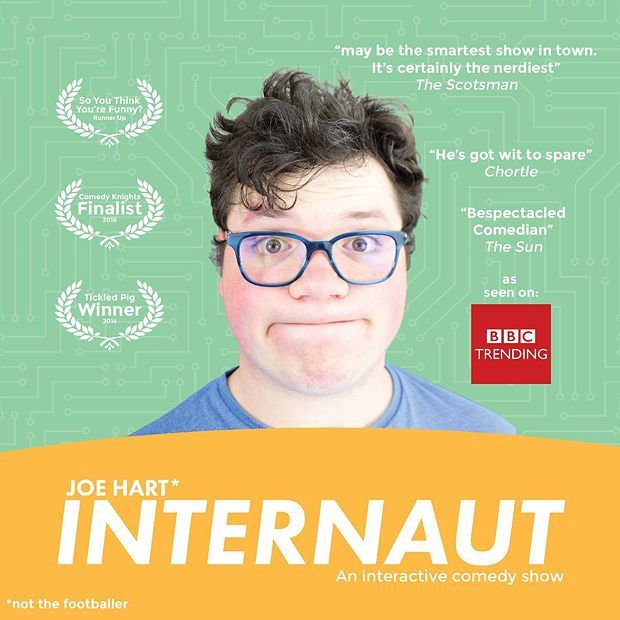 "may be the smartest show in town.
It's certainly the nerdiest"
The Scotsman
So You Think
You're Funny?
Runner Up
"He's got wit to spare"
Chortle
Comedy Knights
Finalist
2016
"Bespectacled
Comedian"
The Sun
as
seen on:
Tickled Pig
Winner
2014
BBC
TRENDING
JOE HART*
INTERNAUT
An interactive comedy show
*not the footballer